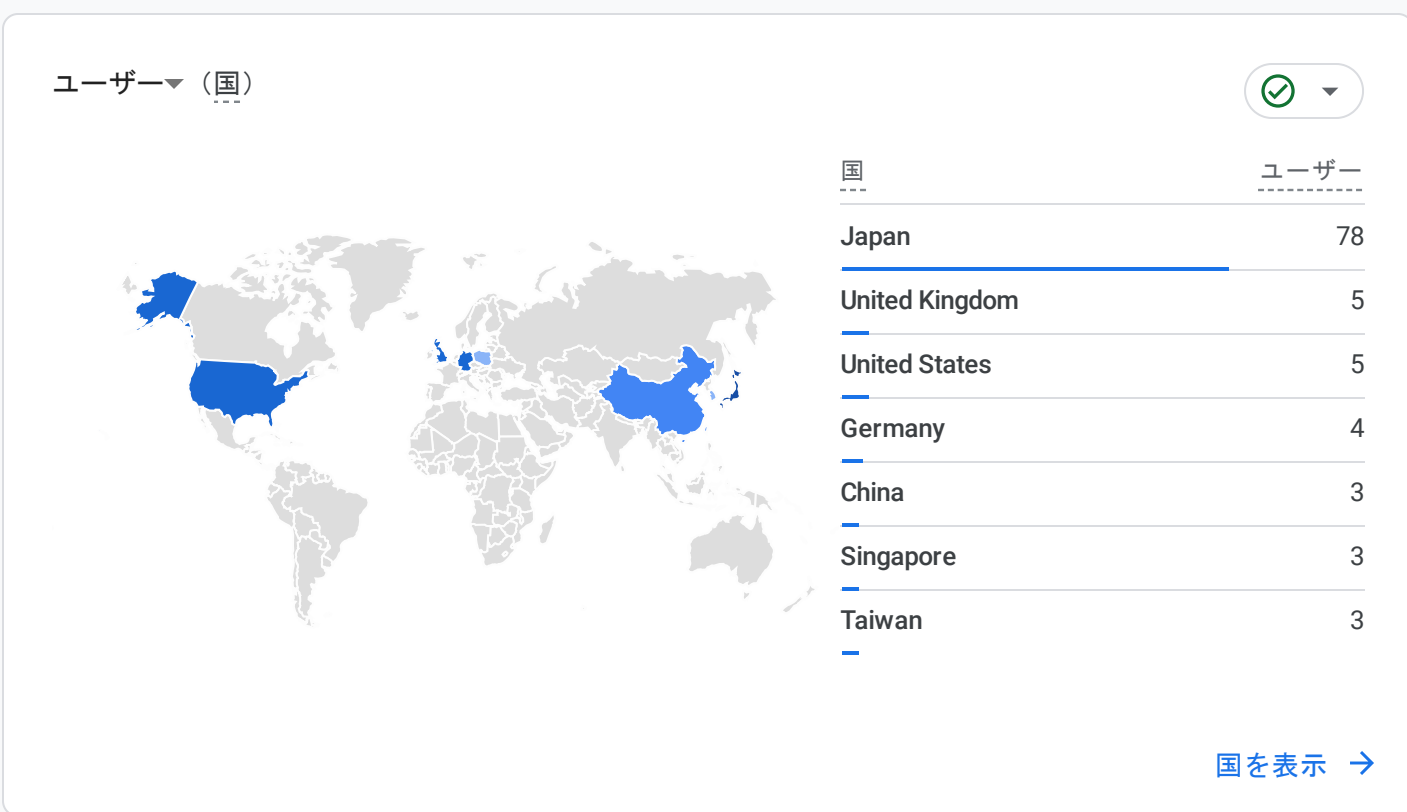 ユーザー（国）
国 ユーザー
Japan 78
United Kingdom 5
United States 5
Germany 4
China 3
Singapore 3
Taiwan 3
国を表示